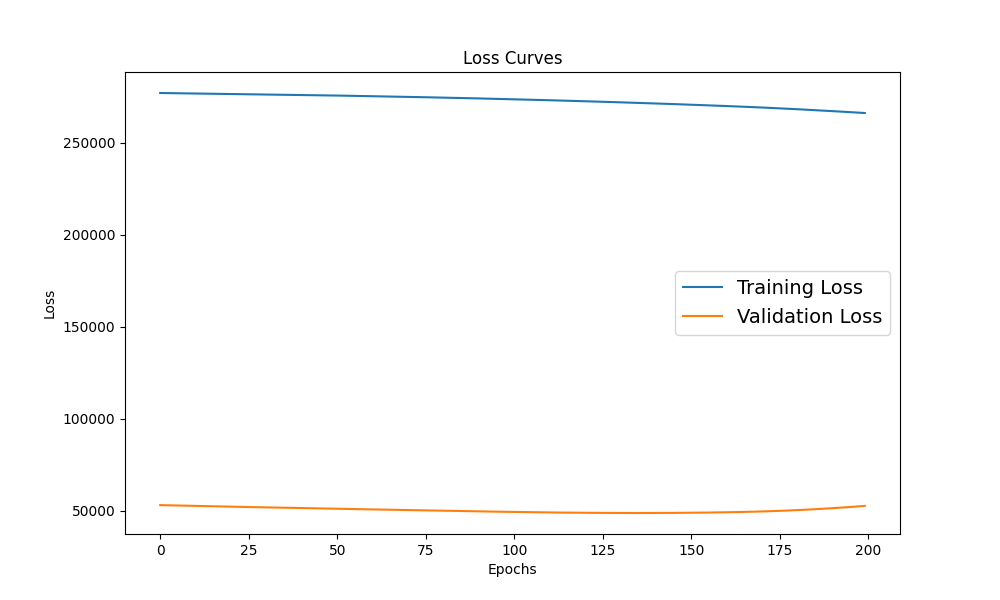 Loss Curves
250000
200000
150000
100000
50000
Loss
Training Loss
Validation Loss
0 25 50 75 100 125 150 175 200
Epochs